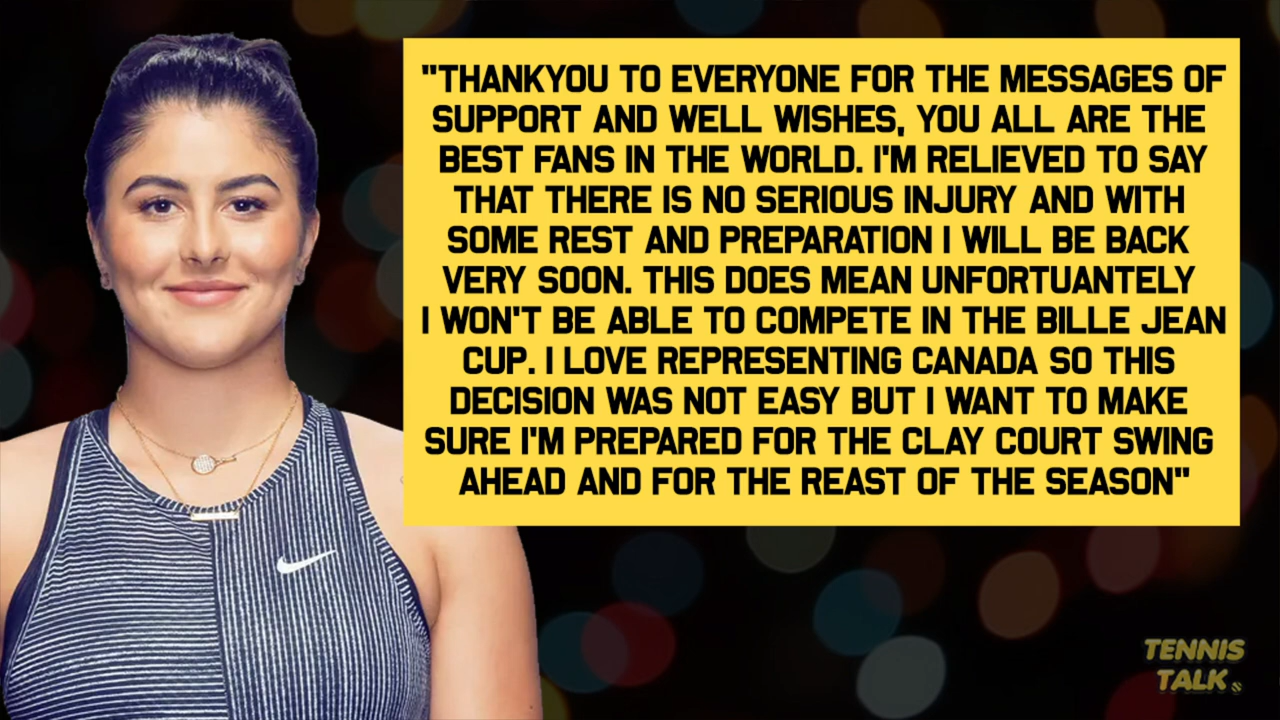 "THANKYOU TO EVERYONE FOR THE MESSAGES OF
SUPPORT AND WELL WISHES, YOU ALL ARE THE
BEST FANS IN THE WORLD. I'M RELIEVED TO SAY
THAT THERE IS NO SERIOUS INJURY AND WITH
SOME REST AND PREPARATION I WILL BE BACK
VERY SOON. THIS DOES MEAN UNFORTUANTELY
I WON'T BE ABLE TO COMPETE IN THE BILLE JEAN
CUP. I LOVE REPRESENTING CANADA SO THIS
DECISION WAS NOT EASY BUT I WANT TO MAKE
SURE I'M PREPARED FOR THE CLAY COURT SWING
AHEAD AND FOR THE REAST OF THE SEASON"
TENNIS
TALK